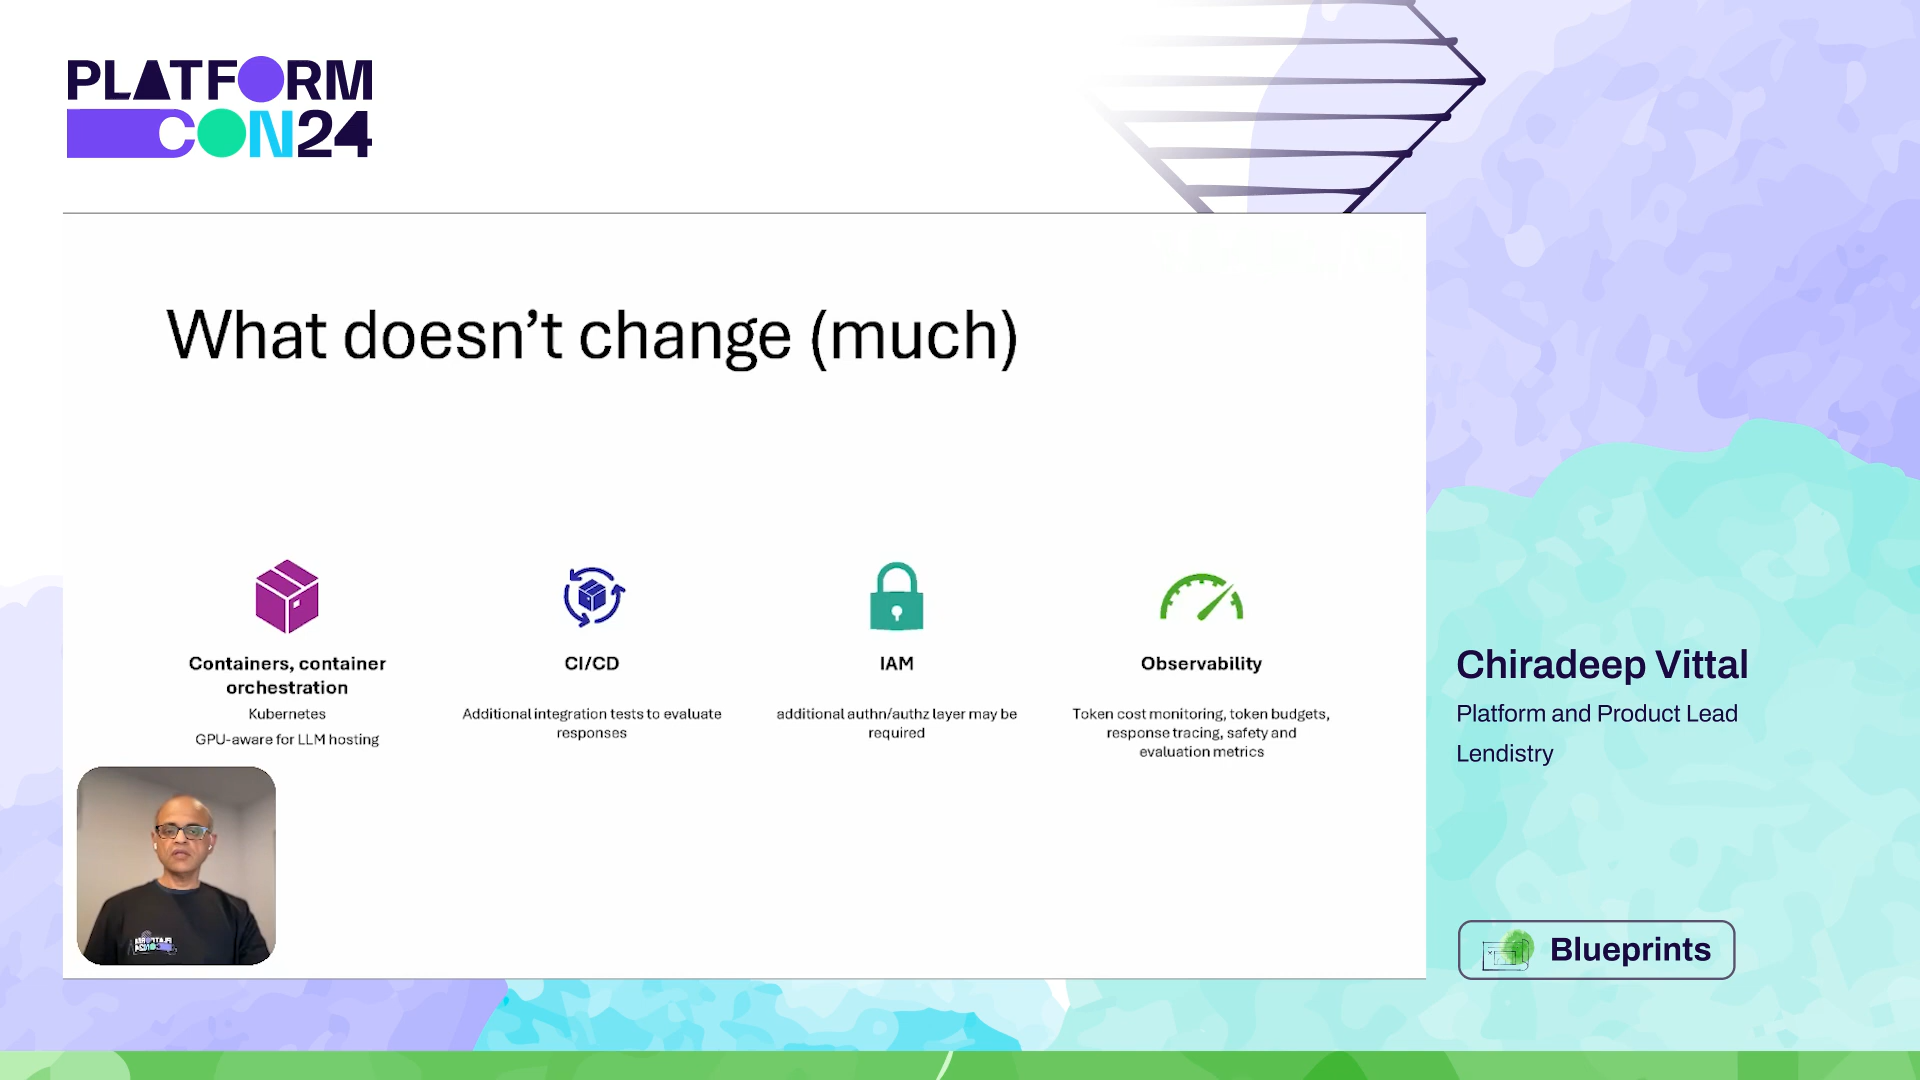 PLATFORM
CON24
What doesn’t change (much)
Containers, container
orchestration
Kubernetes
GPU-aware for LLM hosting
CI/CD
Additional integration tests to evaluate
responses
IAM
additional authn/authz layer may be
required
Observability
Token cost monitoring, token budgets,
response tracing, safety and
evaluation metrics
Chiradeep Vittal
Platform and Product Lead
Lendistry
Blueprints